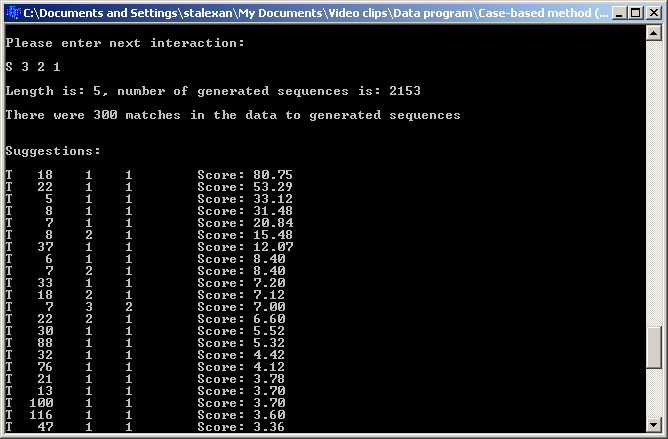 C:\Documents and Settings\stalexan\My Documents\Video clips\Data program\Case-based method (...
Please enter next interaction:
S 3 2 1
Length is: 5, number of generated sequences is: 2153
There were 300 matches in the data to generated sequences
Suggestions:
T 18 1 1 Score: 80.75
T 22 1 1 Score: 53.29
T 5 1 1 Score: 33.12
T 8 1 1 Score: 31.48
T 7 1 1 Score: 20.84
T 8 2 1 Score: 15.48
T 37 1 1 Score: 12.07
T 6 1 1 Score: 8.40
T 7 2 1 Score: 8.40
T 33 1 1 Score: 7.20
T 18 2 1 Score: 7.12
T 7 3 2 Score: 7.00
T 22 2 1 Score: 6.60
T 30 1 1 Score: 5.52
T 88 1 1 Score: 5.32
T 32 1 1 Score: 4.42
T 76 1 1 Score: 4.12
T 21 1 1 Score: 3.78
T 13 1 1 Score: 3.70
T 100 1 1 Score: 3.70
T 116 1 1 Score: 3.60
T 47 1 1 Score: 3.36